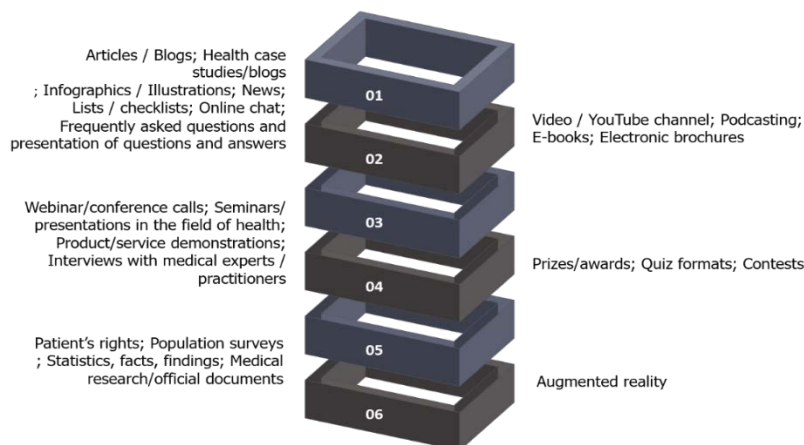 Articles / Blogs; Health case
studies/blogs
; Infographics / Illustrations; News;
Lists / checklists; Online chat;
Frequently asked questions and
presentation of questions and answers
01
Video / YouTube channel; Podcasting;
E-books; Electronic brochures
02
Webinar/conference calls; Seminars/
presentations in the field of health;
Product/service demonstrations;
Interviews with medical experts /
practitioners
03
Prizes/awards; Quiz formats; Contests
04
Patient’s rights; Population surveys
; Statistics, facts, findings; Medical
research/official documents
05
Augmented reality
06